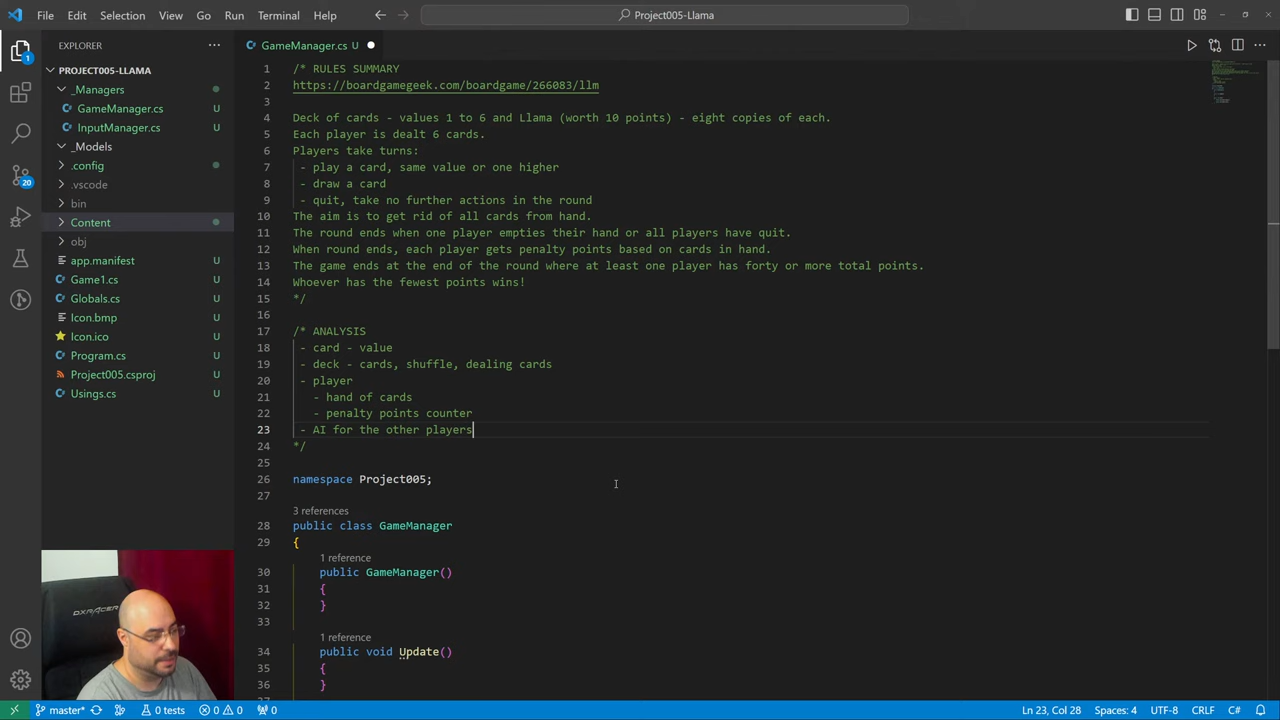 File Edit Selection View Go Run Terminal Help
Project005-Llama
EXPLORER
GameManager.cs U
PROJECT005-LLAMA
_Managers
GameManager.cs U
InputManager.cs U
_Models
.config
.vscode
bin
Content
obj
app.manifest U
Game1.cs U
Globals.cs U
Icon.bmp U
Icon.ico U
Program.cs U
Project005.csproj U
Usings.cs U
1
20
1 /* RULES SUMMARY
2 https://boardgamegeek.com/boardgame/266083/llm
3
4 Deck of cards - values 1 to 6 and Llama (worth 10 points) - eight copies of each.
5 Each player is dealt 6 cards.
6 Players take turns:
7 - play a card, same value or one higher
8 - draw a card
9 - quit, take no further actions in the round
10 The aim is to get rid of all cards from hand.
11 The round ends when one player empties their hand or all players have quit.
12 When round ends, each player gets penalty points based on cards in hand.
13 The game ends at the end of the round where at least one player has forty or more total points.
14 Whoever has the fewest points wins!
15 */
16
17 /* ANALYSIS
18 - card - value
19 - deck - cards, shuffle, dealing cards
20 - player
21 - hand of cards
22 - penalty points counter
23 - AI for the other players
24 */
25
26 namespace Project005;
27
3 references
28 public class GameManager
29 {
1 reference
30 public GameManager()
31 {
32 }
33
1 reference
34 public void Update()
35 {
36 }
DXRACER
master* 0 tests 0 0 0
Ln 23, Col 28 Spaces: 4 UTF-8 CRLF C#